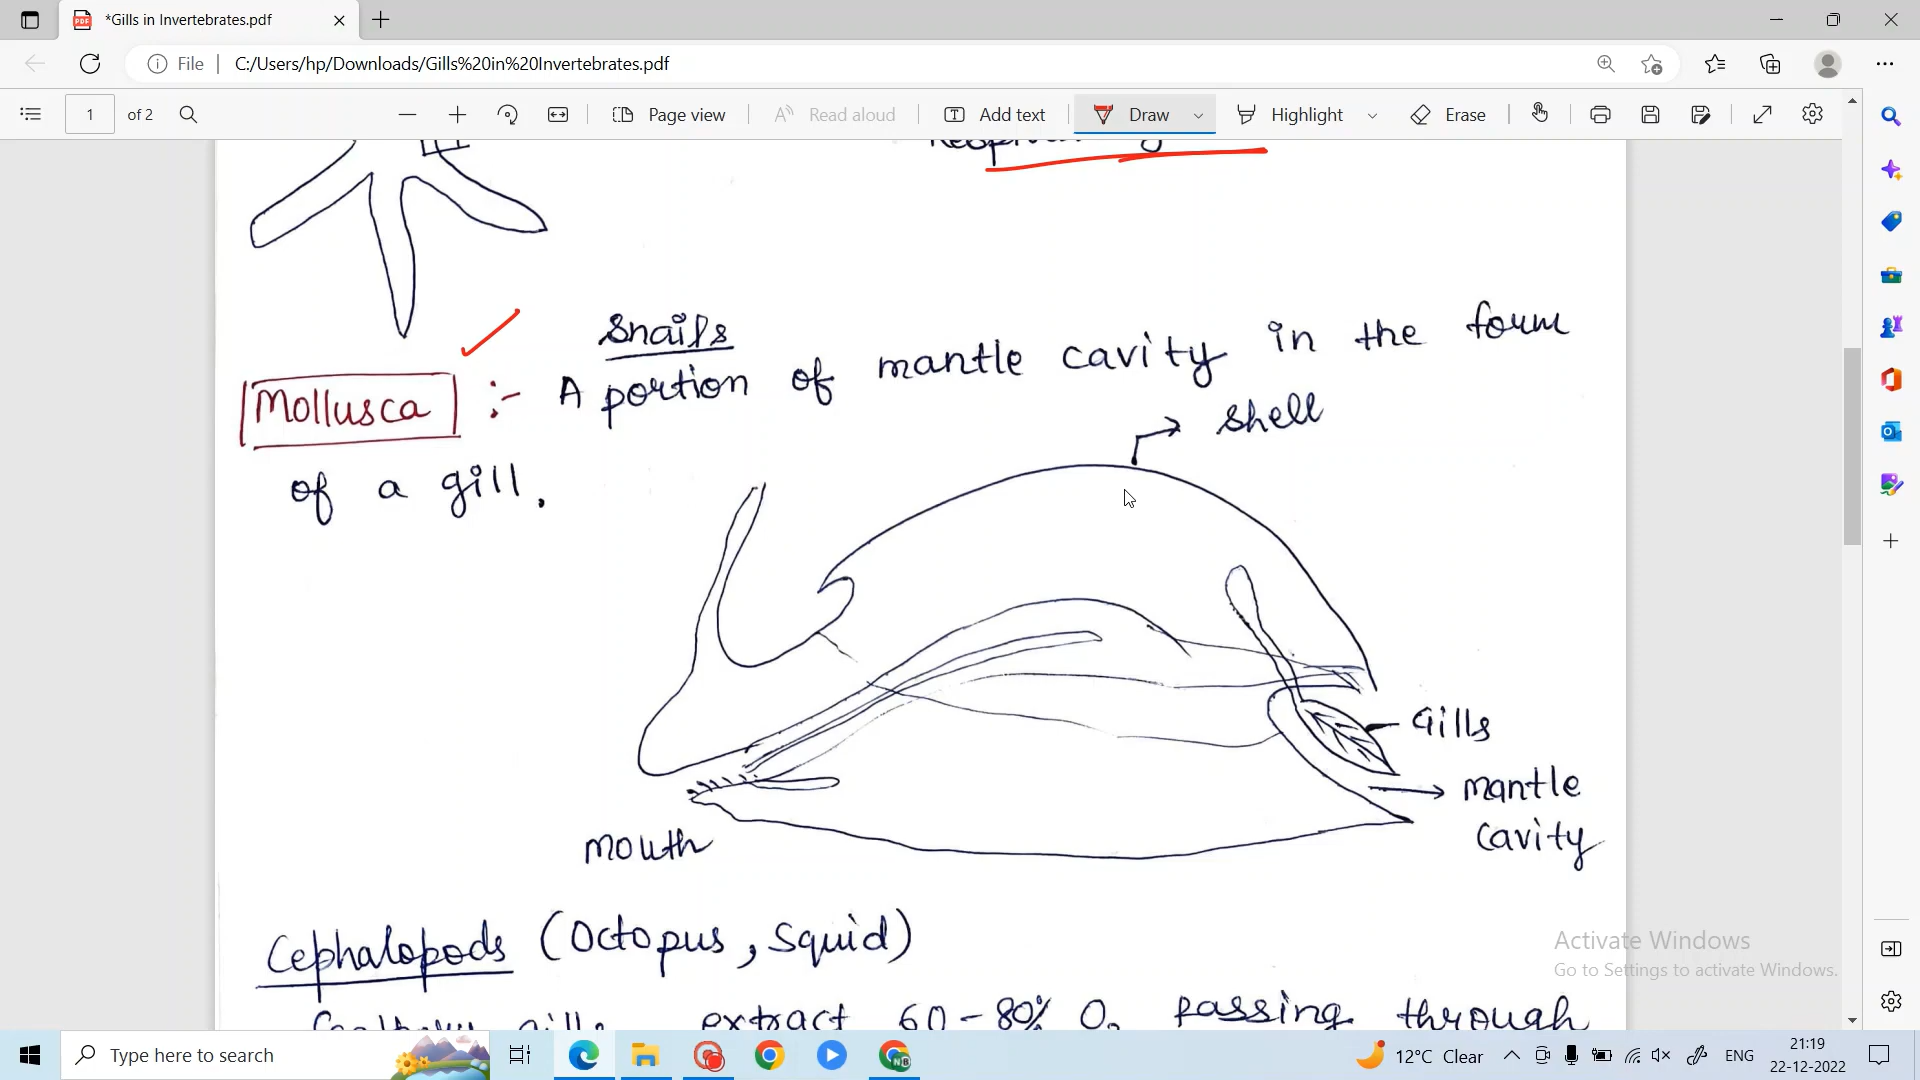 *Gills in Invertebrates.pdf
File
C:/Users/hp/Downloads/Gills%20in%20Invertebrates.pdf
1 of 2
Page view
Read aloud
Add text
Draw
Highlight
Erase
Snails
Mollusca :- A portion of mantle cavity in the form
of a gill.
shell
Gills
mantle
cavity
mouth
Cephalopods (Octopus, Squid)
extract 60-80% O2 passing through
Activate Windows
Go to Settings to activate Windows.
Type here to search
12°C Clear
ENG
21:19
22-12-2022